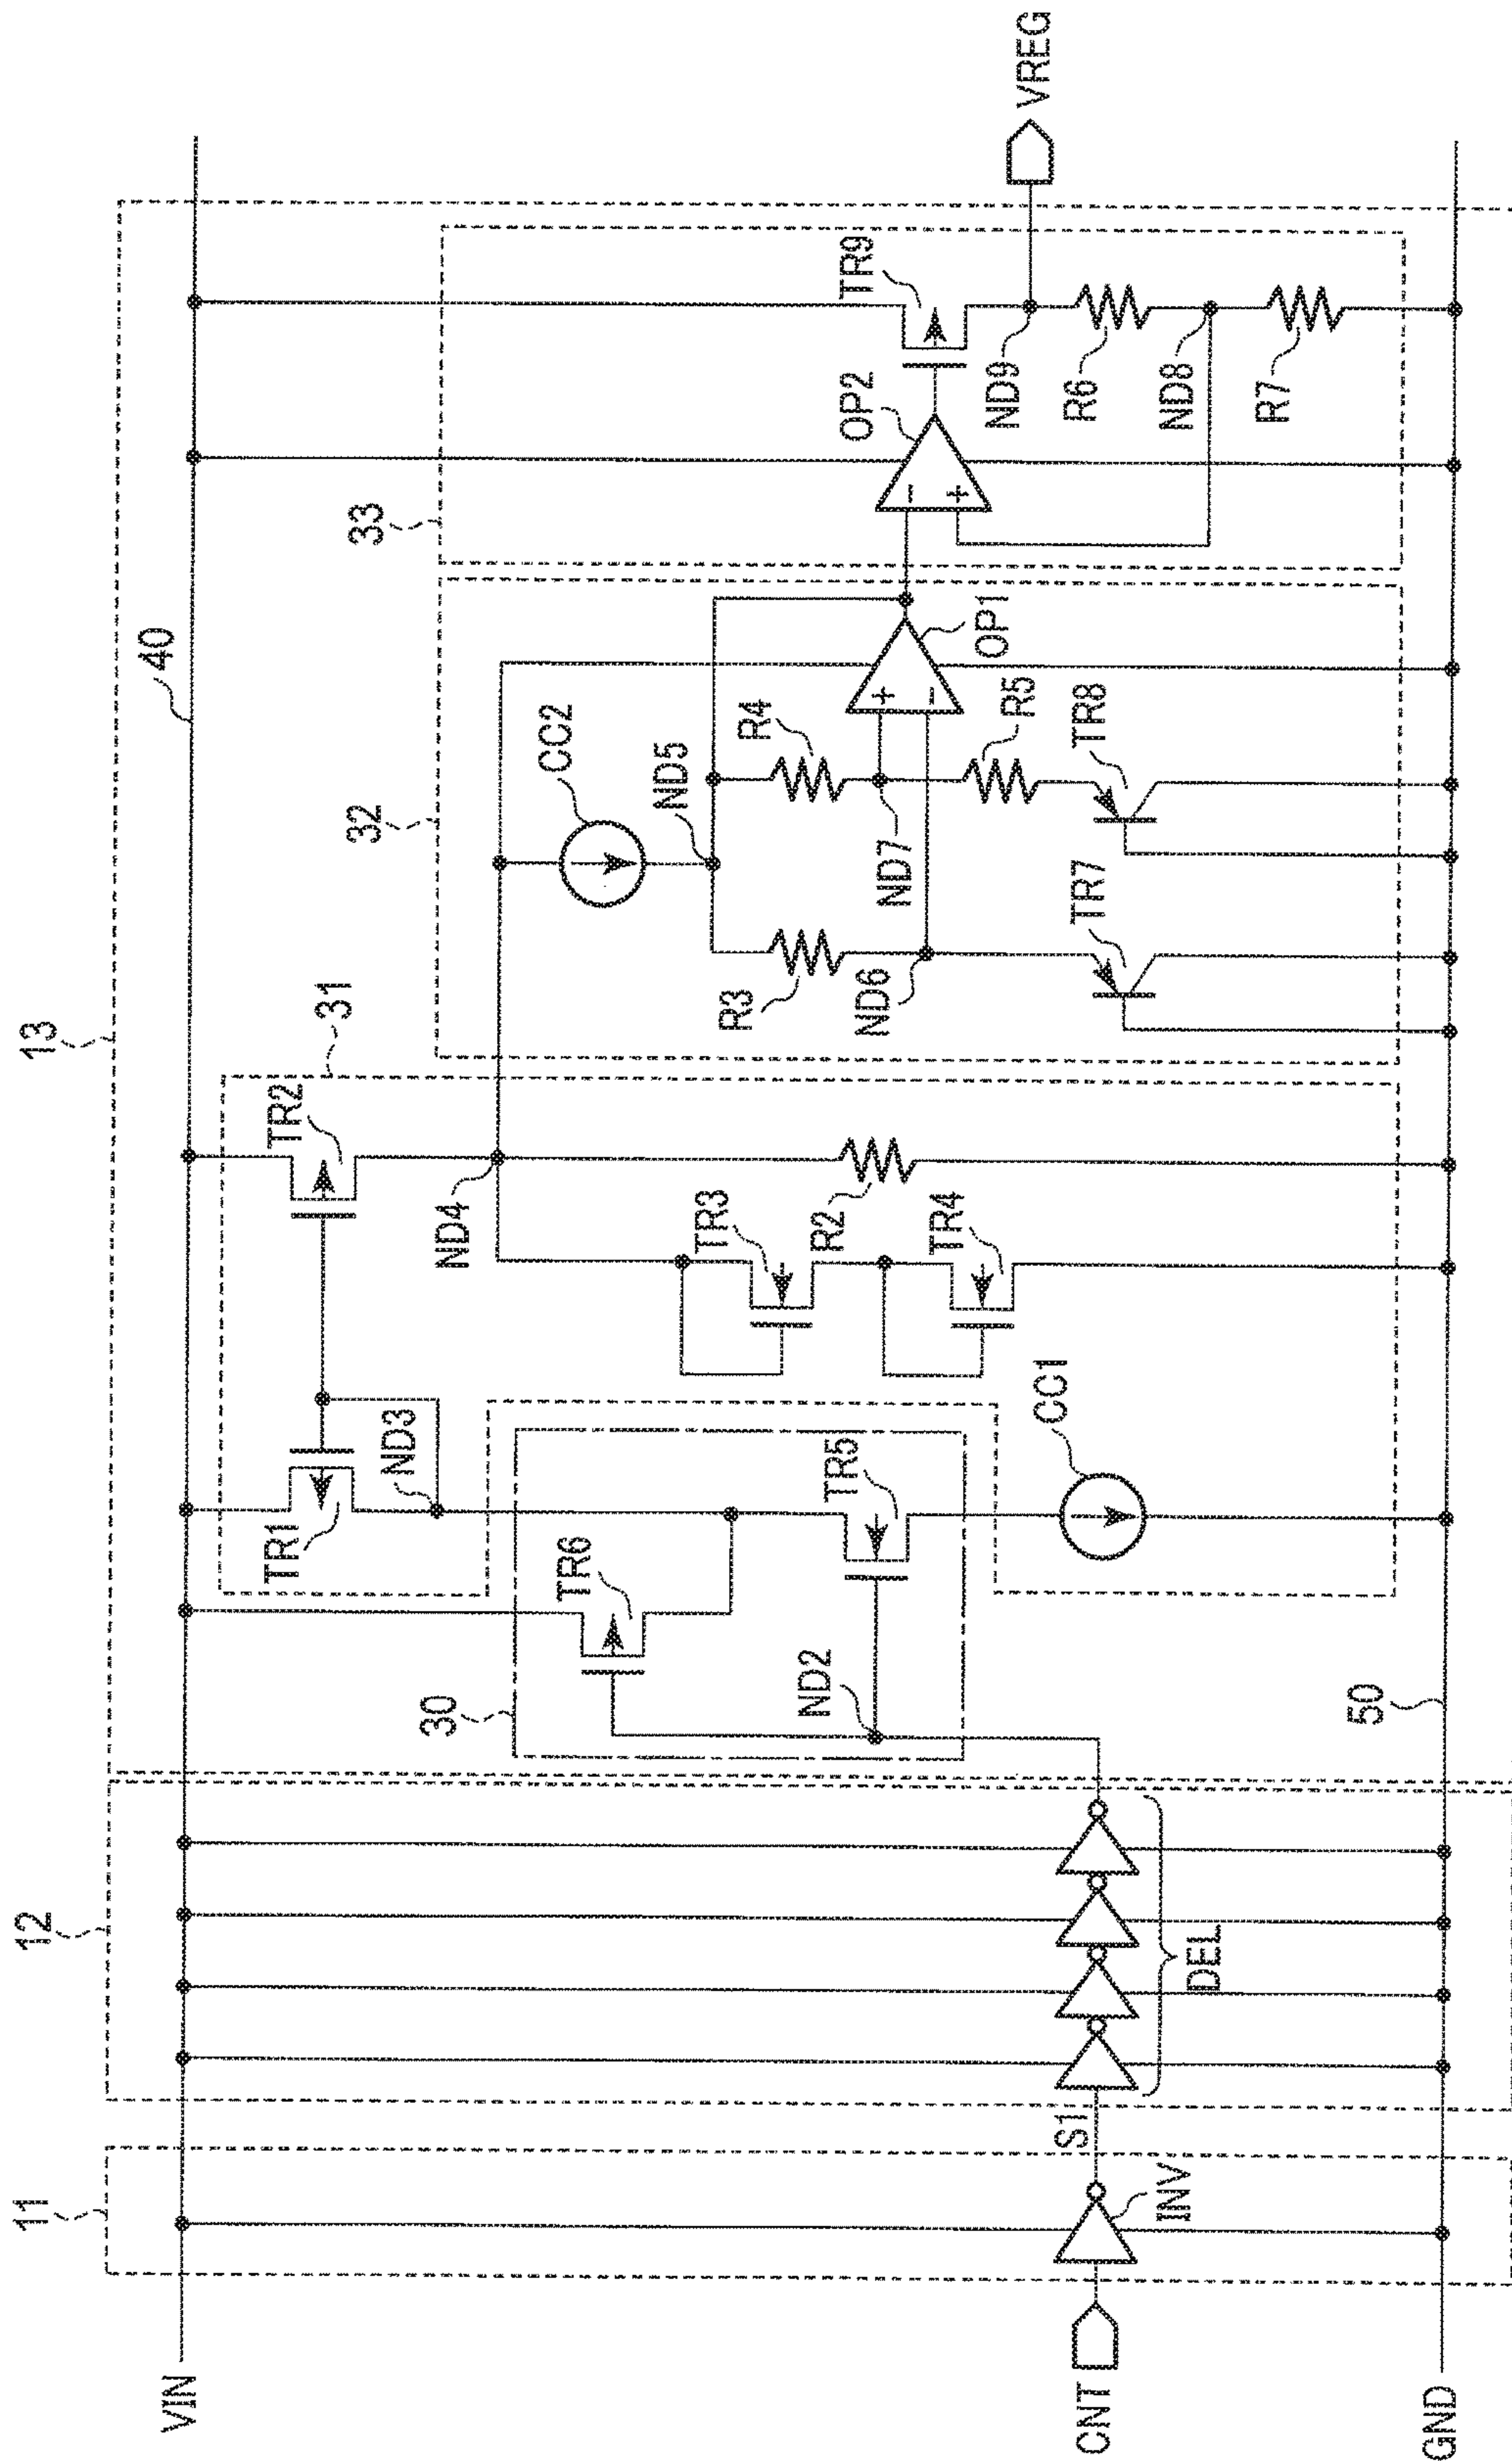 11
12
13
VIN
40
31
TR1
TR2
ND3
ND4
30
TR6
TR5
ND2
TR3
R2
TR4
CC1
32
CC2
ND5
R3
R4
ND6
ND7
OP1
R5
TR7
TR8
33
OP2
TR9
ND9
R6
ND8
R7
VREG
CNT
INV
S1
DEL
50
GND
+
−
−
+